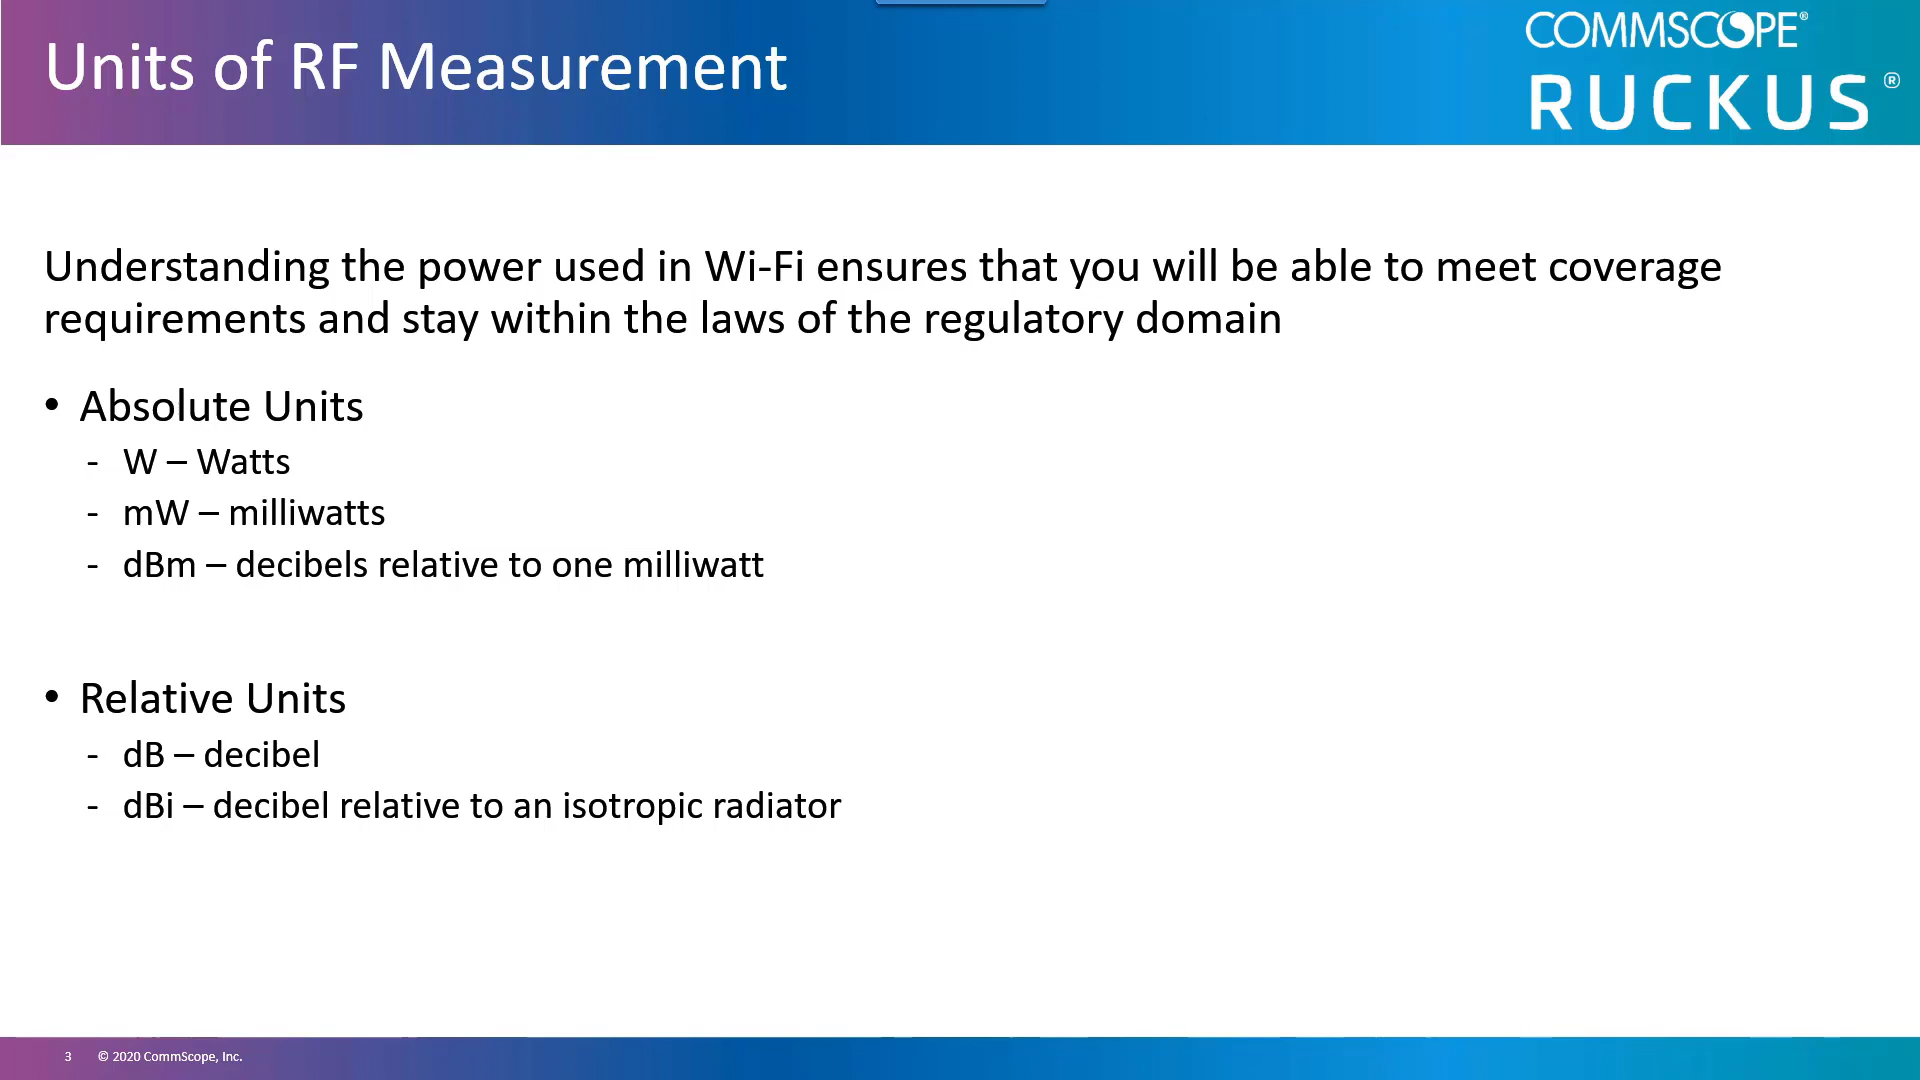 Units of RF Measurement
COMMSCOPE®
RUCKUS®
Understanding the power used in Wi-Fi ensures that you will be able to meet coverage
requirements and stay within the laws of the regulatory domain
• Absolute Units
- W – Watts
- mW – milliwatts
- dBm – decibels relative to one milliwatt
• Relative Units
- dB – decibel
- dBi – decibel relative to an isotropic radiator
3 © 2020 CommScope, Inc.